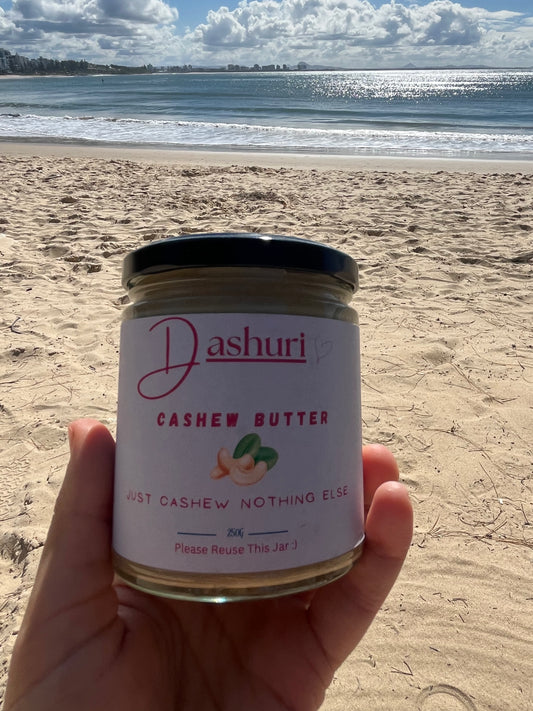 Dashuri
CASHEW BUTTER
JUST CASHEW NOTHING ELSE
250G
Please Reuse This Jar :)